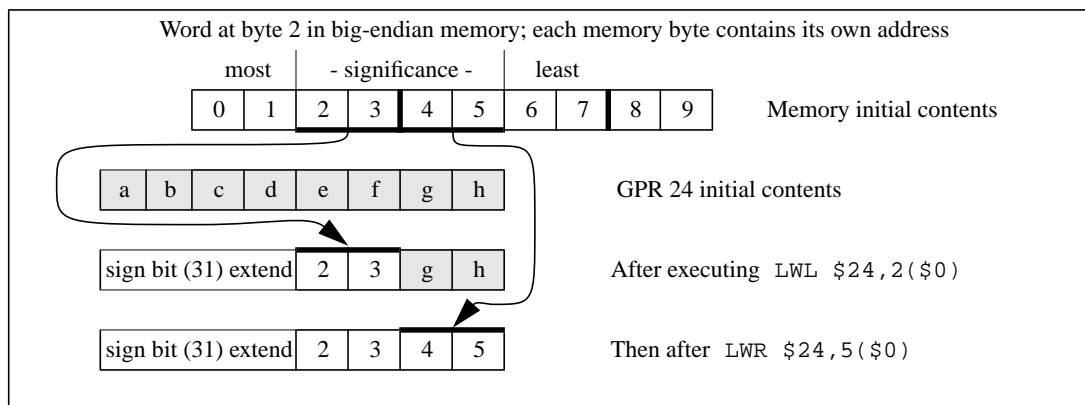 Word at byte 2 in big-endian memory; each memory byte contains its own address
most - significance - least
0 1 2 3 4 5 6 7 8 9 Memory initial contents
a b c d e f g h GPR 24 initial contents
sign bit (31) extend 2 3 g h After executing LWL $24,2($0)
sign bit (31) extend 2 3 4 5 Then after LWR $24,5($0)